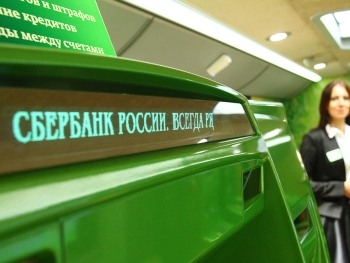 и штрафов
кредитов
между счетами
СБЕРБАНК РОССИИ. ВСЕГДА